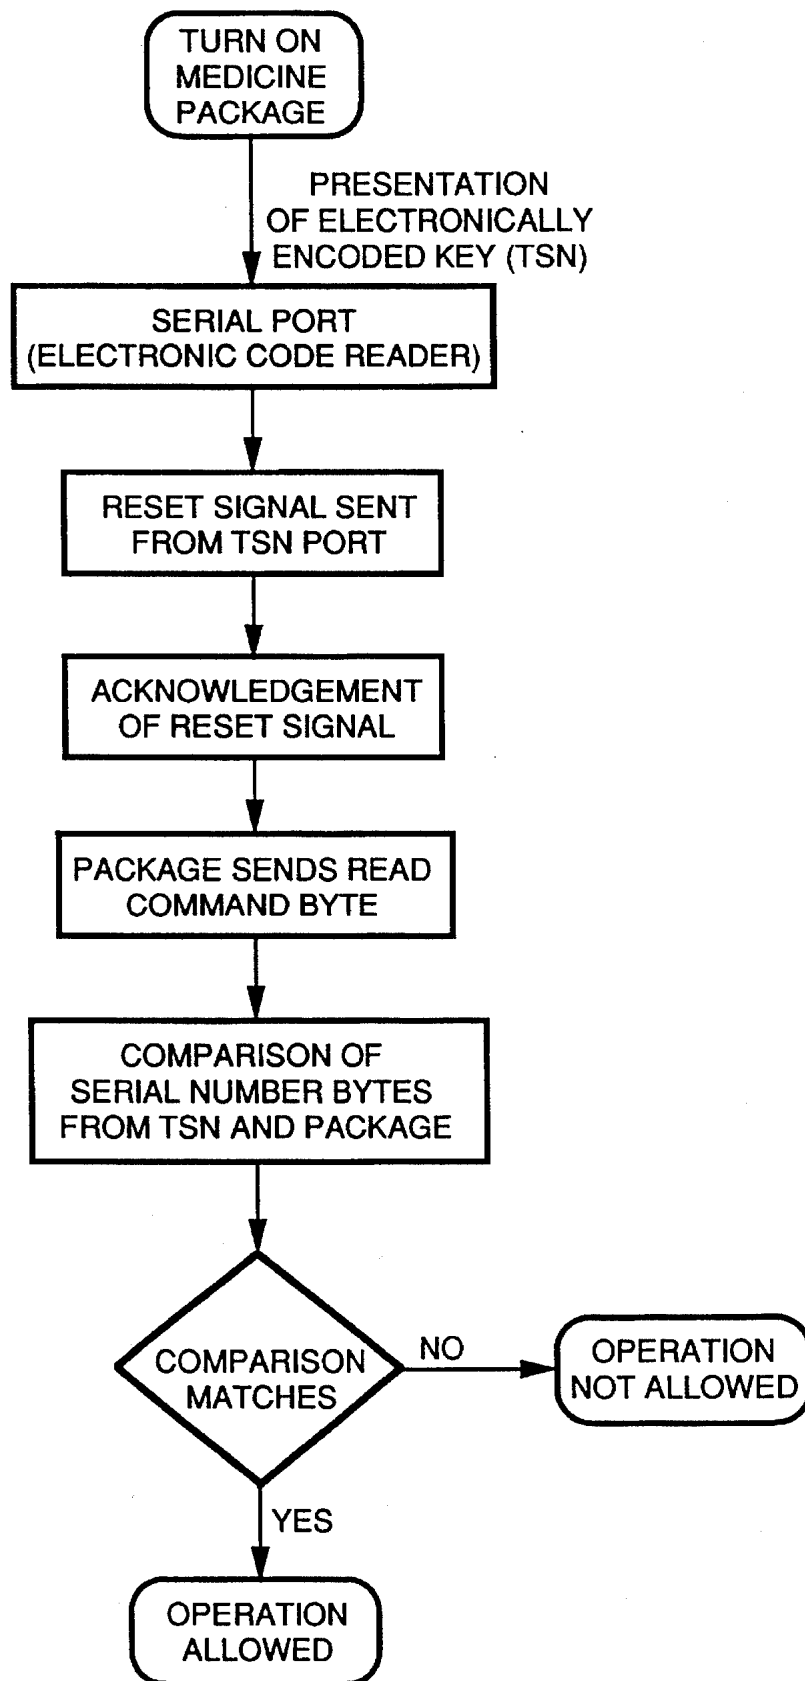 TURN ON
MEDICINE
PACKAGE
PRESENTATION
OF ELECTRONICALLY
ENCODED KEY (TSN)
SERIAL PORT
(ELECTRONIC CODE READER)
RESET SIGNAL SENT
FROM TSN PORT
ACKNOWLEDGEMENT
OF RESET SIGNAL
PACKAGE SENDS READ
COMMAND BYTE
COMPARISON OF
SERIAL NUMBER BYTES
FROM TSN AND PACKAGE
COMPARISON
MATCHES
NO
OPERATION
NOT ALLOWED
YES
OPERATION
ALLOWED